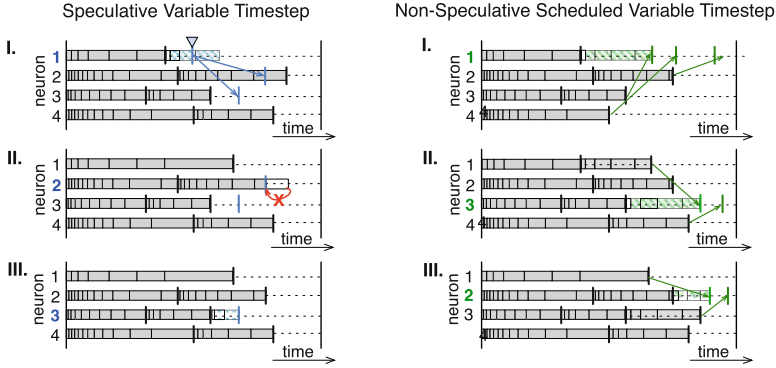 Speculative Variable Timestep
Non-Speculative Scheduled Variable Timestep
I.
neuron
1
2
3
4
time
I.
neuron
1
2
3
4
time
II.
neuron
1
2
3
4
X
time
II.
neuron
1
2
3
4
time
III.
neuron
1
2
3
4
time
III.
neuron
1
2
3
4
time